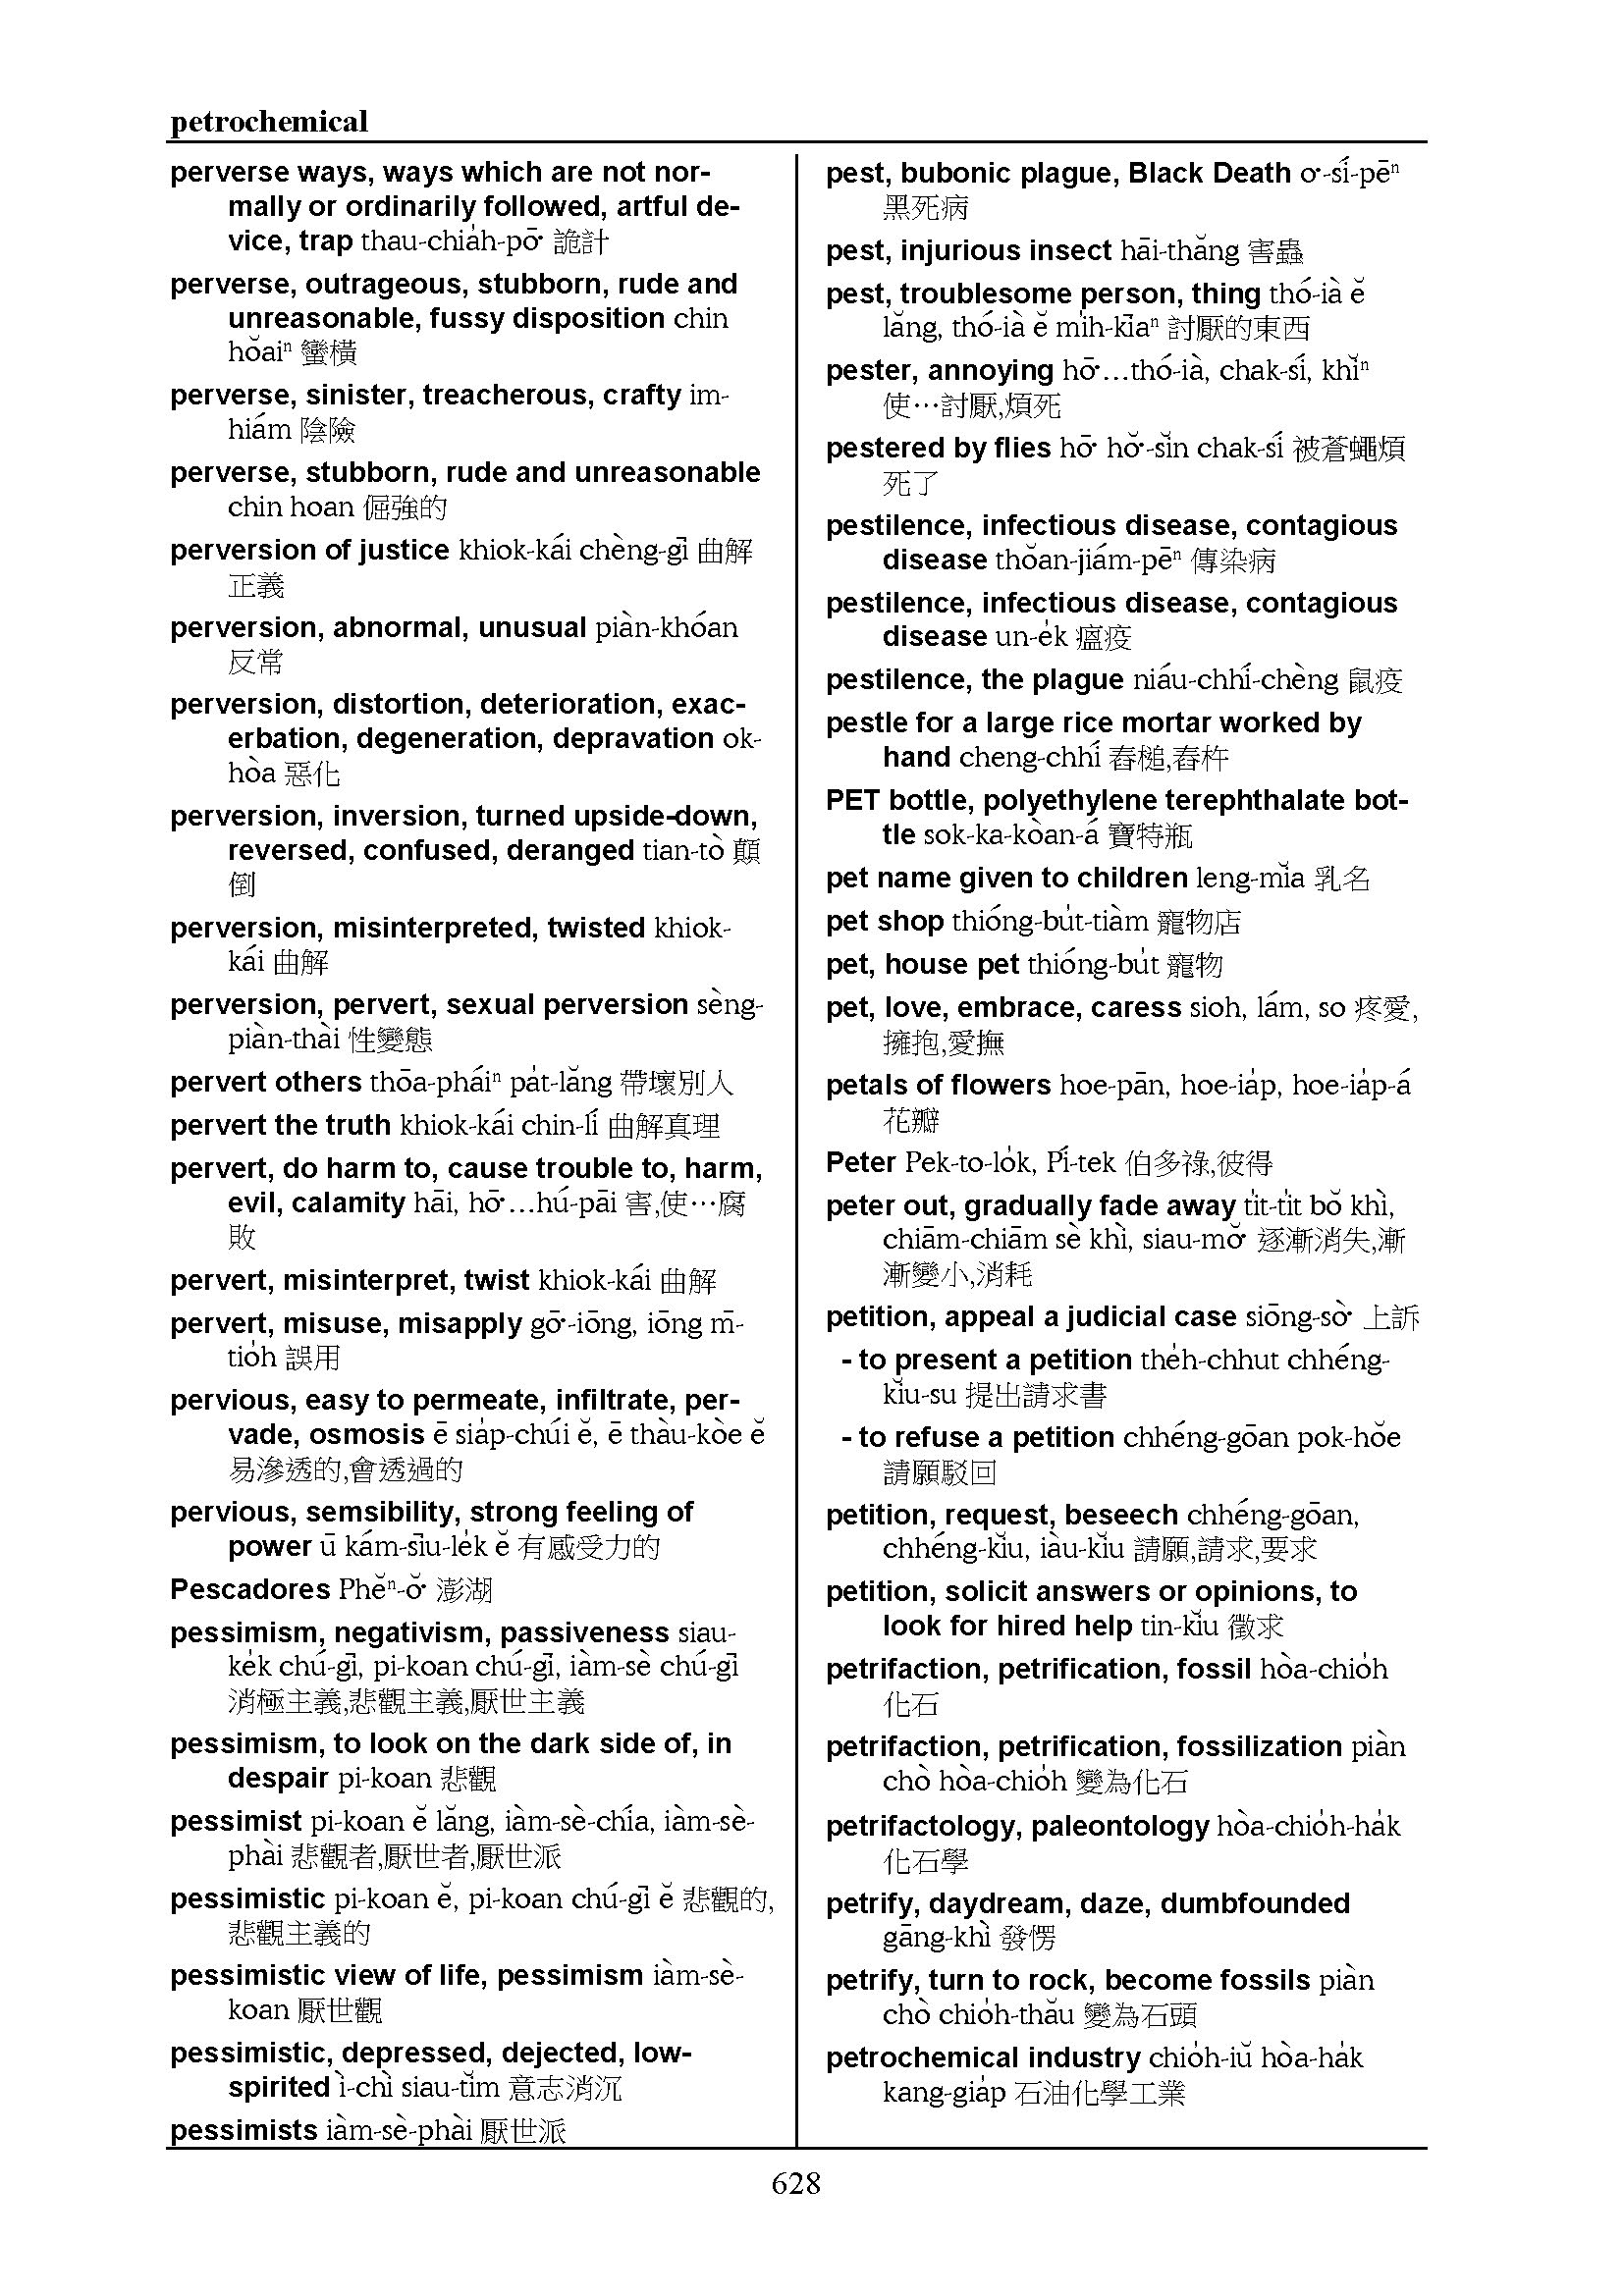 petrochemical
perverse ways, ways which are not nor-
mally or ordinarily followed, artful de-
vice, trap thau-chia̍h-pō͘ 詭計
perverse, outrageous, stubborn, rude and
unreasonable, fussy disposition chin
hŏaiⁿ 蠻橫
perverse, sinister, treacherous, crafty im-
hiám 陰險
perverse, stubborn, rude and unreasonable
chin hoan 倔強的
perversion of justice khiok-kái chèng-gī 曲解
正義
perversion, abnormal, unusual piàn-khóan
反常
perversion, distortion, deterioration, exac-
erbation, degeneration, depravation ok-
hòa 惡化
perversion, inversion, turned upside-down,
reversed, confused, deranged tian-tò 顛
倒
perversion, misinterpreted, twisted khiok-
kái 曲解
perversion, pervert, sexual perversion sèng-
piàn-thài 性變態
pervert others thōa-pháiⁿ pa̍t-lăng 帶壞別人
pervert the truth khiok-kái chin-lí 曲解真理
pervert, do harm to, cause trouble to, harm,
evil, calamity hāi, hō͘…hú-pāi 害,使…腐
敗
pervert, misinterpret, twist khiok-kái 曲解
pervert, misuse, misapply gō͘-iōng, iōng m̄-
tio̍h 誤用
pervious, easy to permeate, infiltrate, per-
vade, osmosis ē sia̍p-chúi ĕ, ē thàu-kòe ĕ
易滲透的,會透過的
pervious, semsibility, strong feeling of
power ū kám-sīu-le̍k ĕ 有感受力的
Pescadores Phĕⁿ-ŏ͘ 澎湖
pessimism, negativism, passiveness siau-
ke̍k chú-gī, pi-koan chú-gī, iàm-sè chú-gī
消極主義,悲觀主義,厭世主義
pessimism, to look on the dark side of, in
despair pi-koan 悲觀
pessimist pi-koan ĕ lăng, iàm-sè-chía, iàm-sè-
phài 悲觀者,厭世者,厭世派
pessimistic pi-koan ĕ, pi-koan chú-gī ĕ 悲觀的,
悲觀主義的
pessimistic view of life, pessimism iàm-sè-
koan 厭世觀
pessimistic, depressed, dejected, low-
spirited ì-chì siau-tĭm 意志消沉
pessimists iàm-sè-phài 厭世派
pest, bubonic plague, Black Death o͘-sí-pēⁿ
黑死病
pest, injurious insect hāi-thăng 害蟲
pest, troublesome person, thing thó-ià ĕ
lăng, thó-ià ĕ mi̍h-kīaⁿ 討厭的東西
pester, annoying hō͘…thó-ià, chak-sí, khĭⁿ
使…討厭,煩死
pestered by flies hō͘ hŏ͘-sĭn chak-sí 被蒼蠅煩
死了
pestilence, infectious disease, contagious
disease thŏan-jiám-pēⁿ 傳染病
pestilence, infectious disease, contagious
disease un-e̍k 瘟疫
pestilence, the plague niáu-chhí-chèng 鼠疫
pestle for a large rice mortar worked by
hand cheng-chhí 舂槌,舂杵
PET bottle, polyethylene terephthalate bot-
tle sok-ka-kòan-á 寶特瓶
pet name given to children leng-mĭa 乳名
pet shop thióng-bu̍t-tiàm 寵物店
pet, house pet thióng-bu̍t 寵物
pet, love, embrace, caress sioh, lám, so 疼愛,
擁抱,愛撫
petals of flowers hoe-pān, hoe-ia̍p, hoe-ia̍p-á
花瓣
Peter Pek-to-lo̍k, Pí-tek 伯多祿,彼得
peter out, gradually fade away ti̍t-ti̍t bŏ khì,
chiām-chiām sè khì, siau-mŏ͘ 逐漸消失,漸
漸變小,消耗
petition, appeal a judicial case siōng-sò͘ 上訴
- to present a petition the̍h-chhut chhéng-
kĭu-su 提出請求書
- to refuse a petition chhéng-gōan pok-hŏe
請願駁回
petition, request, beseech chhéng-gōan,
chhéng-kĭu, iàu-kĭu 請願,請求,要求
petition, solicit answers or opinions, to
look for hired help tin-kĭu 徵求
petrifaction, petrification, fossil hòa-chio̍h
化石
petrifaction, petrification, fossilization piàn
chò hòa-chio̍h 變為化石
petrifactology, paleontology hòa-chio̍h-ha̍k
化石學
petrify, daydream, daze, dumbfounded
gāng-khì 發愣
petrify, turn to rock, become fossils piàn
chò chio̍h-thău 變為石頭
petrochemical industry chio̍h-iŭ hòa-ha̍k
kang-gia̍p 石油化學工業
628